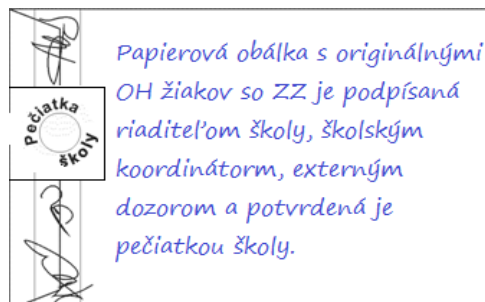 Papierová obálka s originálnými
OH žiakov so ZZ je podpísaná
riaditeľom školy, školským
koordinátorm, externým
dozorom a potvrdená je
pečiatkou školy.
Pečiatka
školy